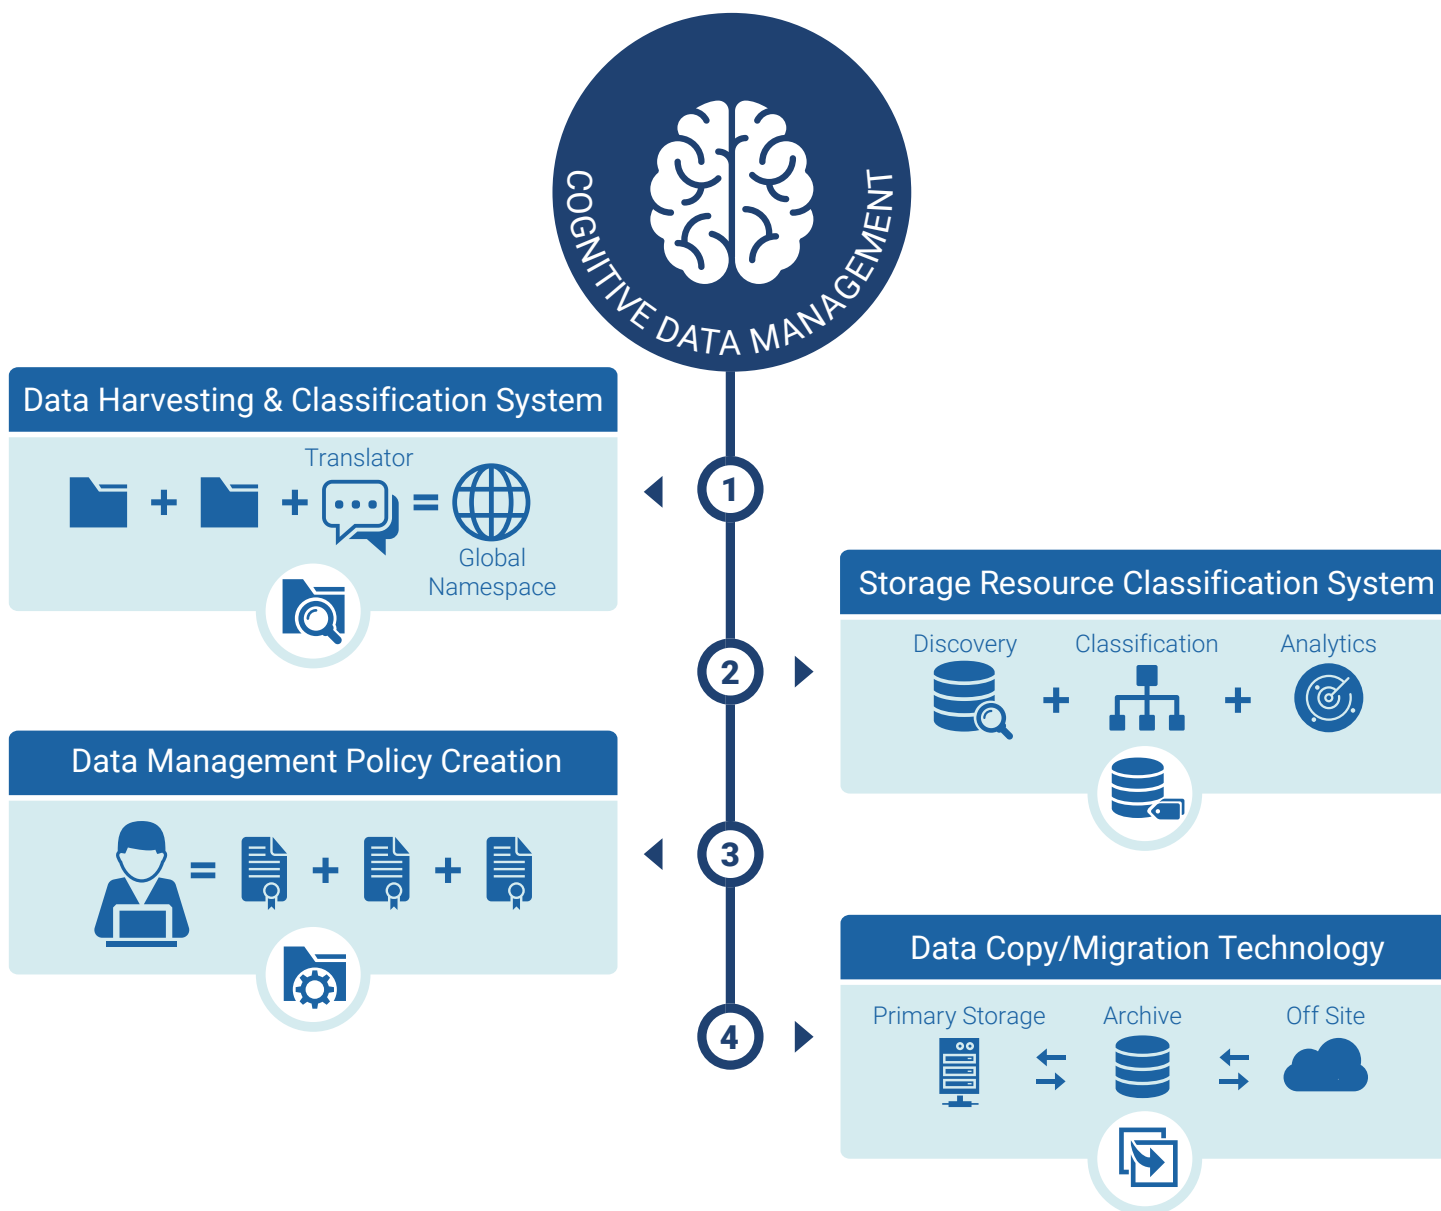 COGNITIVE DATA MANAGEMENT
Data Harvesting & Classification System
Translator
+ + =
Global
Namespace
1
Storage Resource Classification System
Discovery Classification Analytics
+ +
2
Data Management Policy Creation
= + +
3
Data Copy/Migration Technology
Primary Storage Archive Off Site
4